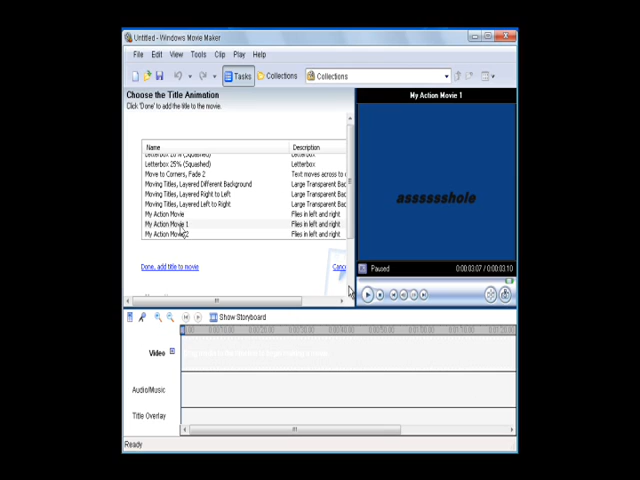 Untitled - Windows Movie Maker
File Edit View Tools Clip Play Help
Tasks Collections Collections
Choose the Title Animation
Click 'Done' to add the title to the movie.
My Action Movie 1
Name Description
Letterbox 25% (Squashed) Letterbox
Move to Corners, Fade 2 Text moves across to c
Moving Titles, Layered Different Background Large Transparent Bac
Moving Titles, Layered Right to Left Large Transparent Bac
Moving Titles, Layered Left to Right Large Transparent Bac
My Action Movie Flies in left and right
My Action Movie 1 Flies in left and right
My Action Movie 2 Flies in left and right
asssssshole
Done, add title to movie Cance
Paused 0:00:03.07 / 0:00:03.10
Show Storyboard
Video
Audio/Music
Title Overlay
Ready